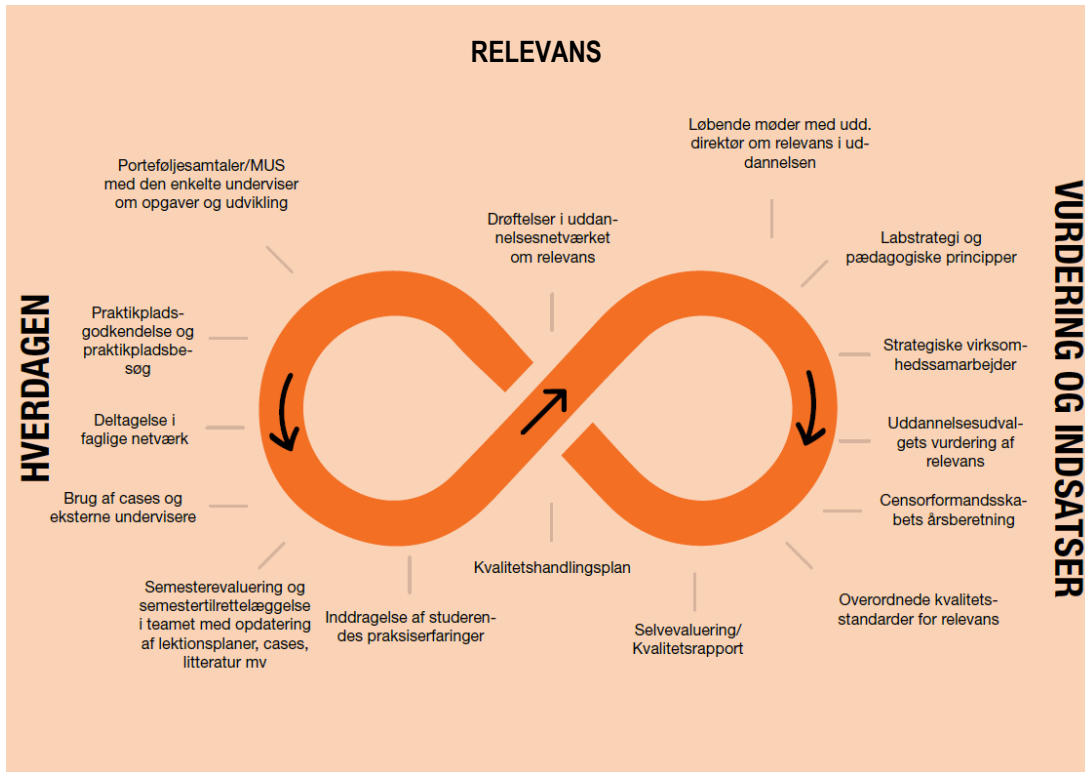 RELEVANS
Løbende møder med udd.
direktør om relevans i ud-
dannelsen
Porteføljesamtaler/MUS
med den enkelte underviser
om opgaver og udvikling
Drøftelser i uddan-
nelsesnetværket
om relevans
Labstrategi og
pædagogiske principper
HVERDAGEN
VURDERING OG INDSATSER
Praktikplads-
godkendelse og
praktikpladsbe-
søg
Strategiske virksom-
hedssamarbejder
Deltagelse i
faglige netværk
Uddannelsesudval-
gets vurdering af
relevans
Brug af cases og
eksterne undervisere
Censorformandsska-
bets årsberetning
Semesterevaluering og
semestertilrettelæggelse
i teamet med opdatering
af lektionsplaner, cases,
litteratur mv
Inddragelse af studeren-
des praksiserfaringer
Kvalitetshandlingsplan
Selvevaluering/
Kvalitetsrapport
Overordnede kvalitets-
standarder for relevans